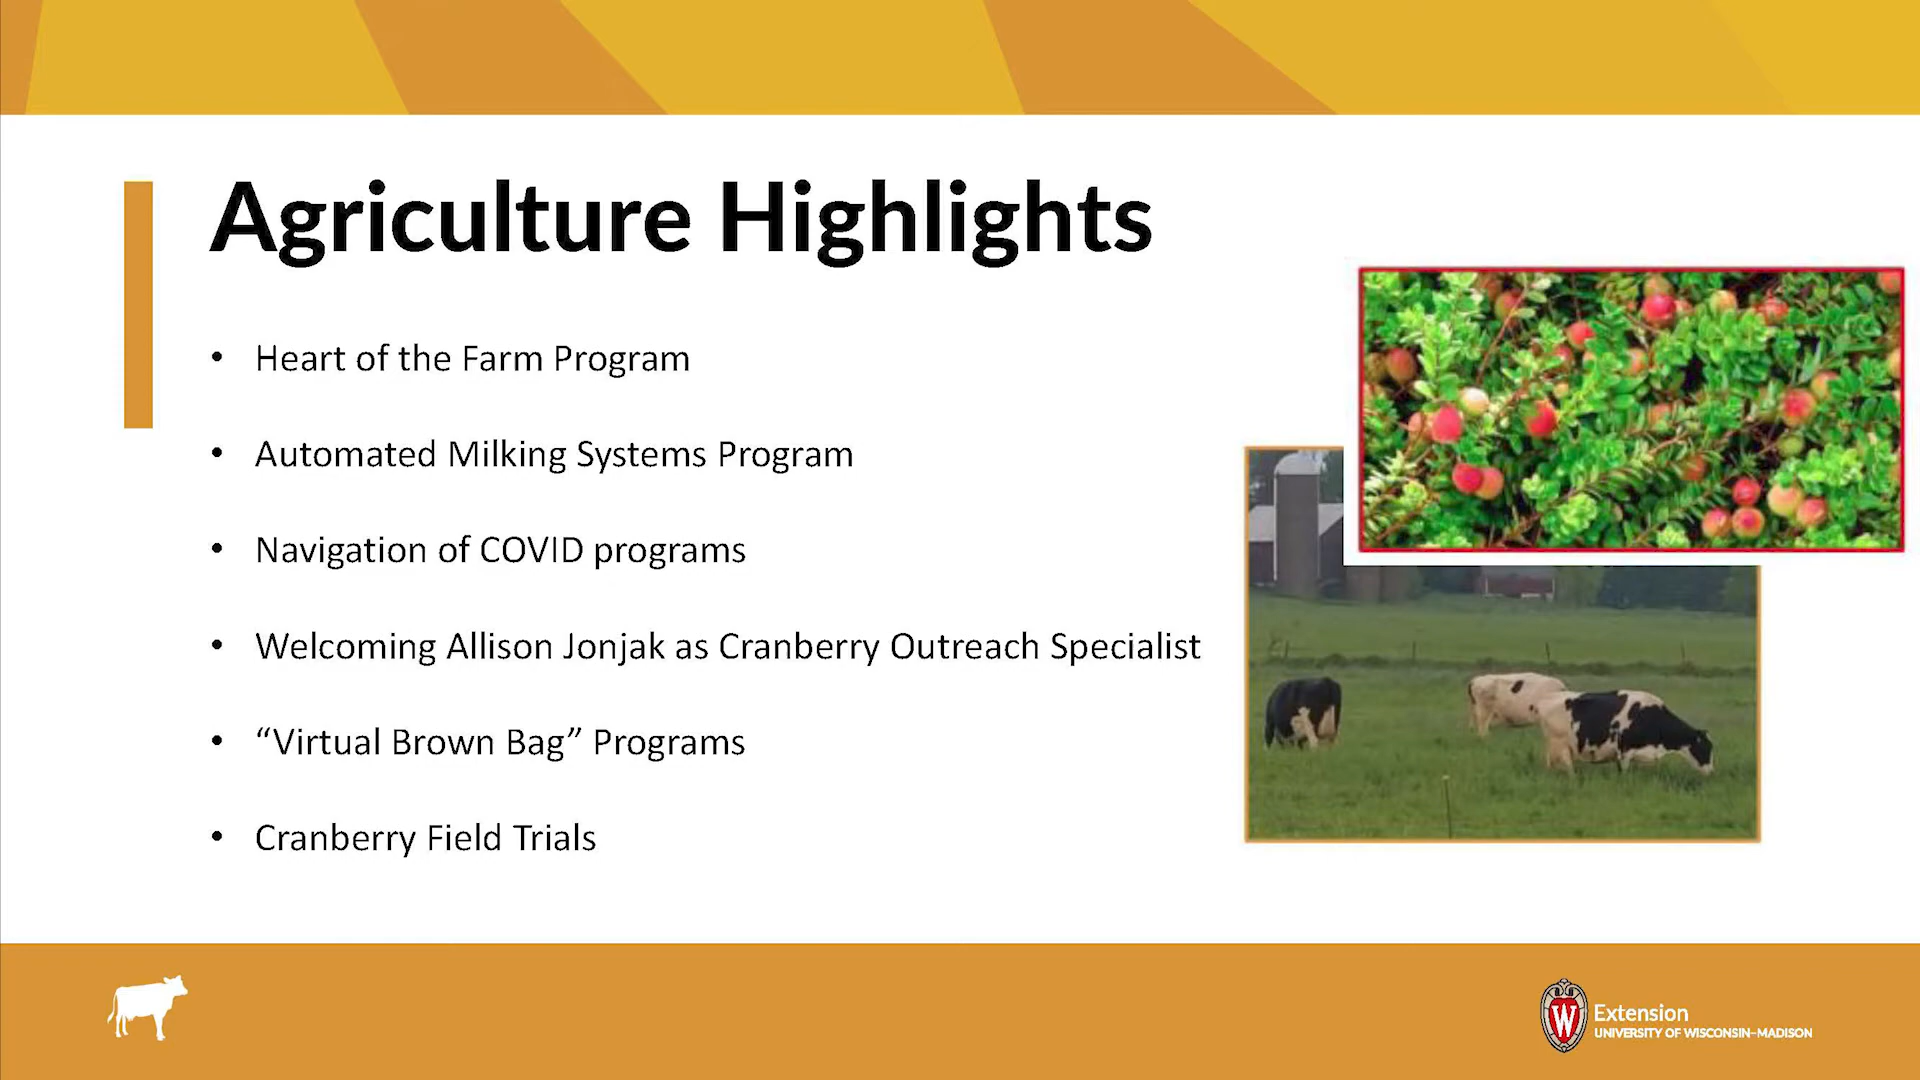 Agriculture Highlights
• Heart of the Farm Program
• Automated Milking Systems Program
• Navigation of COVID programs
• Welcoming Allison Jonjak as Cranberry Outreach Specialist
• “Virtual Brown Bag” Programs
• Cranberry Field Trials
W
Extension
UNIVERSITY OF WISCONSIN–MADISON